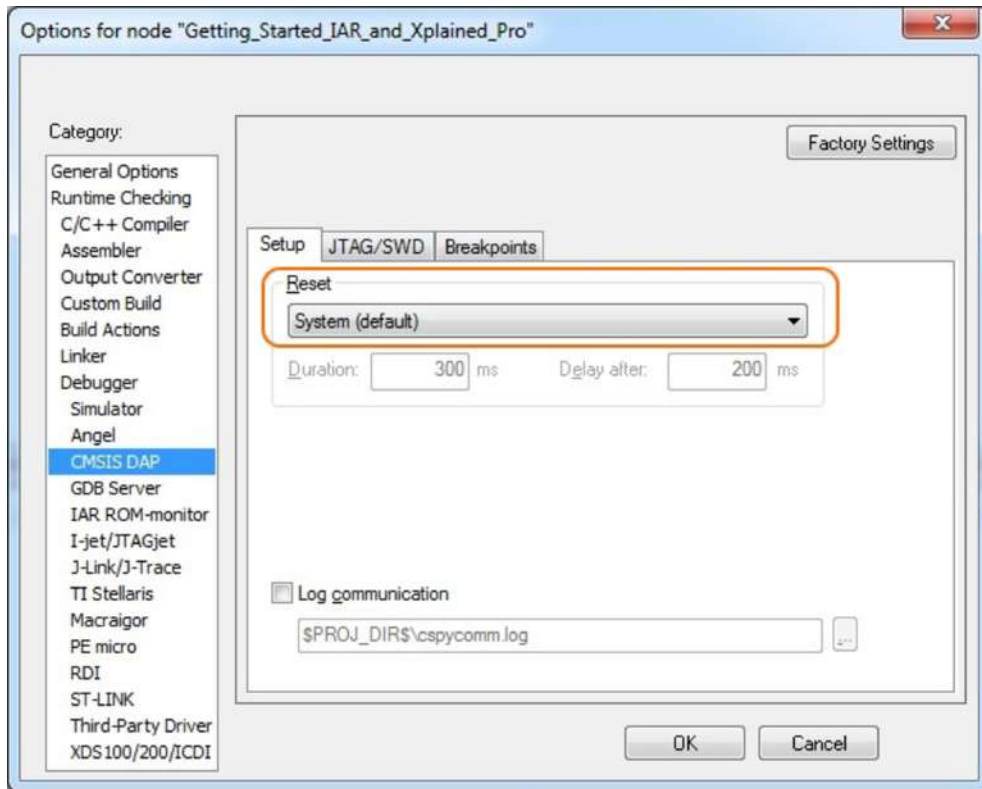 Options for node "Getting_Started_IAR_and_Xplained_Pro"
Category:
Factory Settings
General Options
Runtime Checking
C/C++ Compiler
Assembler
Output Converter
Custom Build
Build Actions
Linker
Debugger
Simulator
Angel
CMSIS DAP
GDB Server
IAR ROM-monitor
I-jet/JTAGjet
J-Link/J-Trace
TI Stellaris
Macraigor
PE micro
RDI
ST-LINK
Third-Party Driver
XDS100/200/ICDI
Setup JTAG/SWD Breakpoints
Reset
System (default)
Duration: 300 ms Delay after: 200 ms
Log communication
$PROJ_DIR$\cspycomm.log
...
OK Cancel